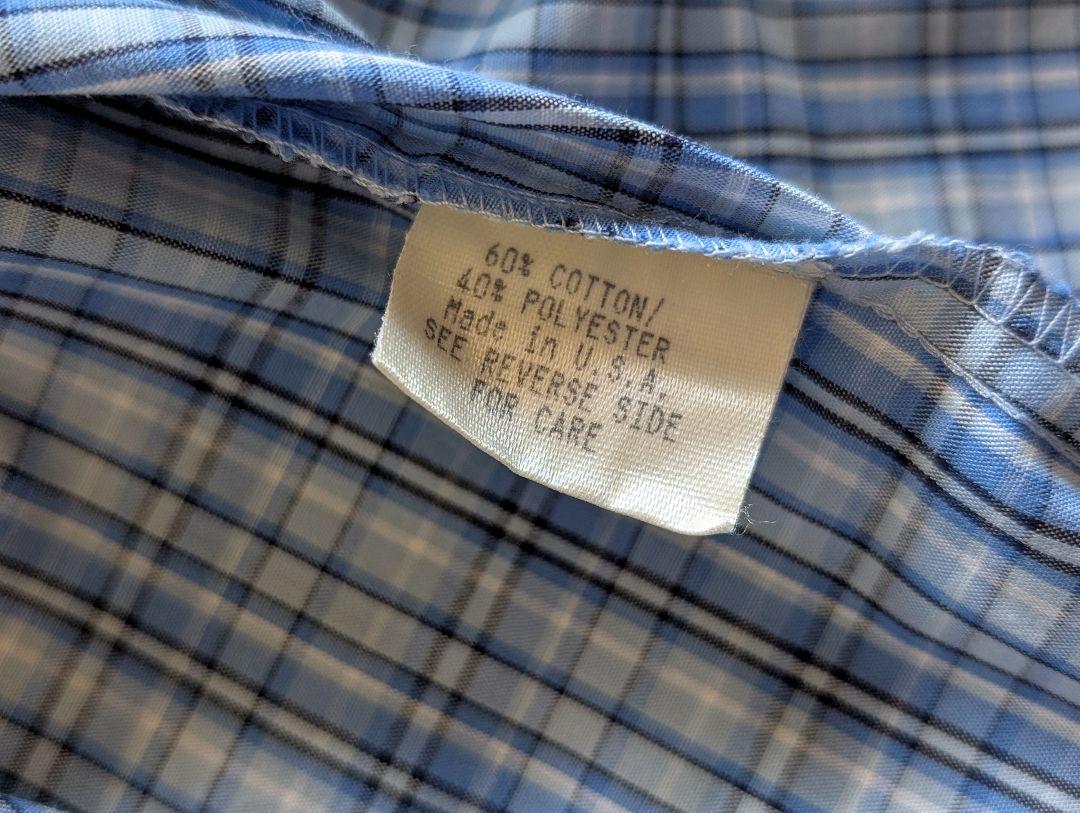 60% COTTON/
40% POLYESTER
Made in U.S.A.
SEE REVERSE SIDE
FOR CARE